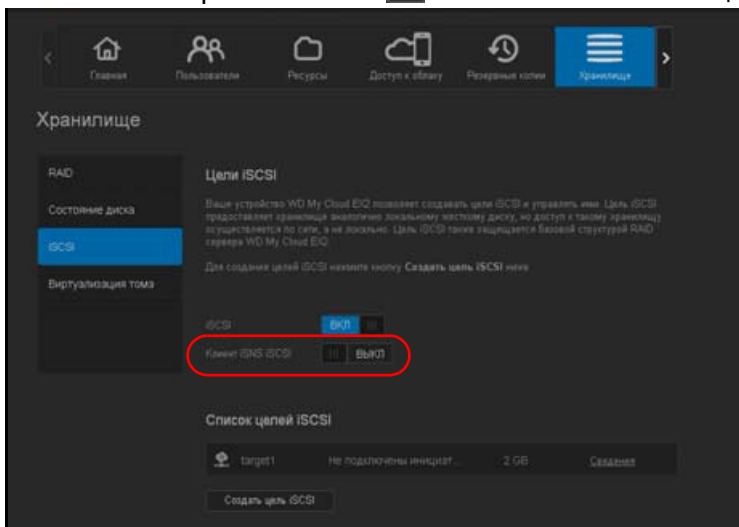 Главная Пользователи Ресурсы Доступ к облаку Резервные копии Хранилище
Хранилище
RAID
Состояние диска
iSCSI
Виртуализация тома
Цели iSCSI
Ваше устройство WD My Cloud EX2 позволяет создавать цели iSCSI и управлять ими. Цель iSCSI
предоставляет хранилище аналогично локальному жесткому диску, но доступ к такому хранилищу
осуществляется по сети, а не локально. Цель iSCSI также защищается базовой структурой RAID
сервера WD My Cloud EX2.
Для создания целей iSCSI нажмите кнопку Создать цель iSCSI ниже
iSCSI ВКЛ
Клиент iSNS iSCSI ВЫКЛ
Список целей iSCSI
target1 Не подключены инициат... 2 GB Сведения
Создать цель iSCSI